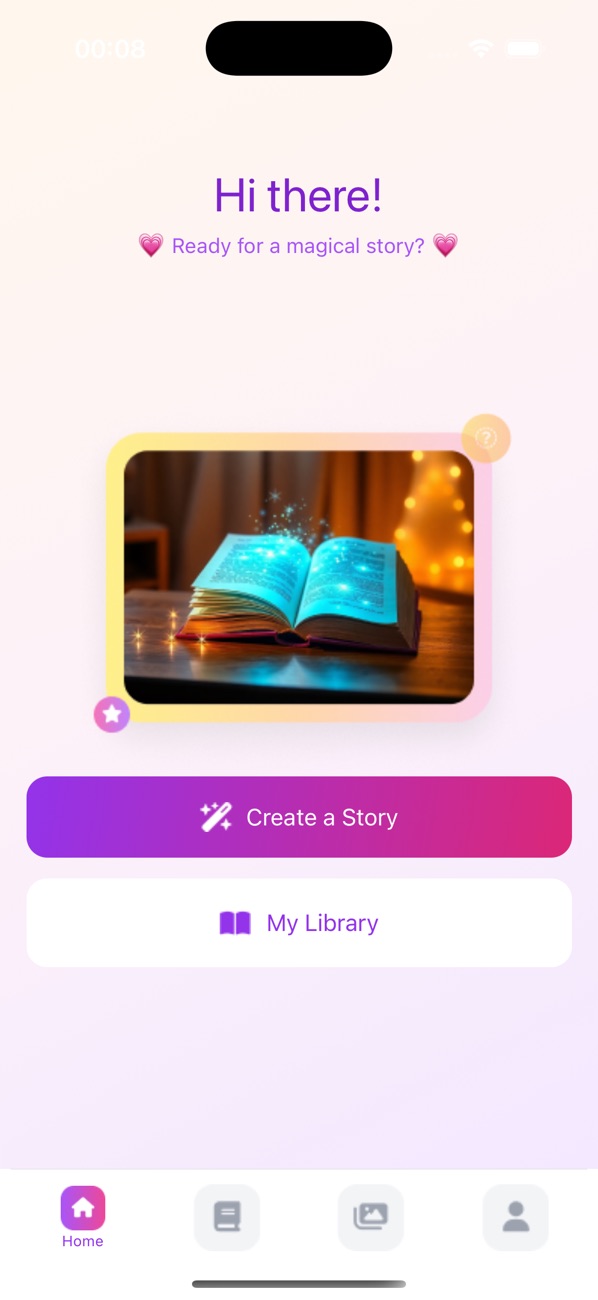 00:08
Hi there!
💗 Ready for a magical story? 💗
?
Create a Story
My Library
Home